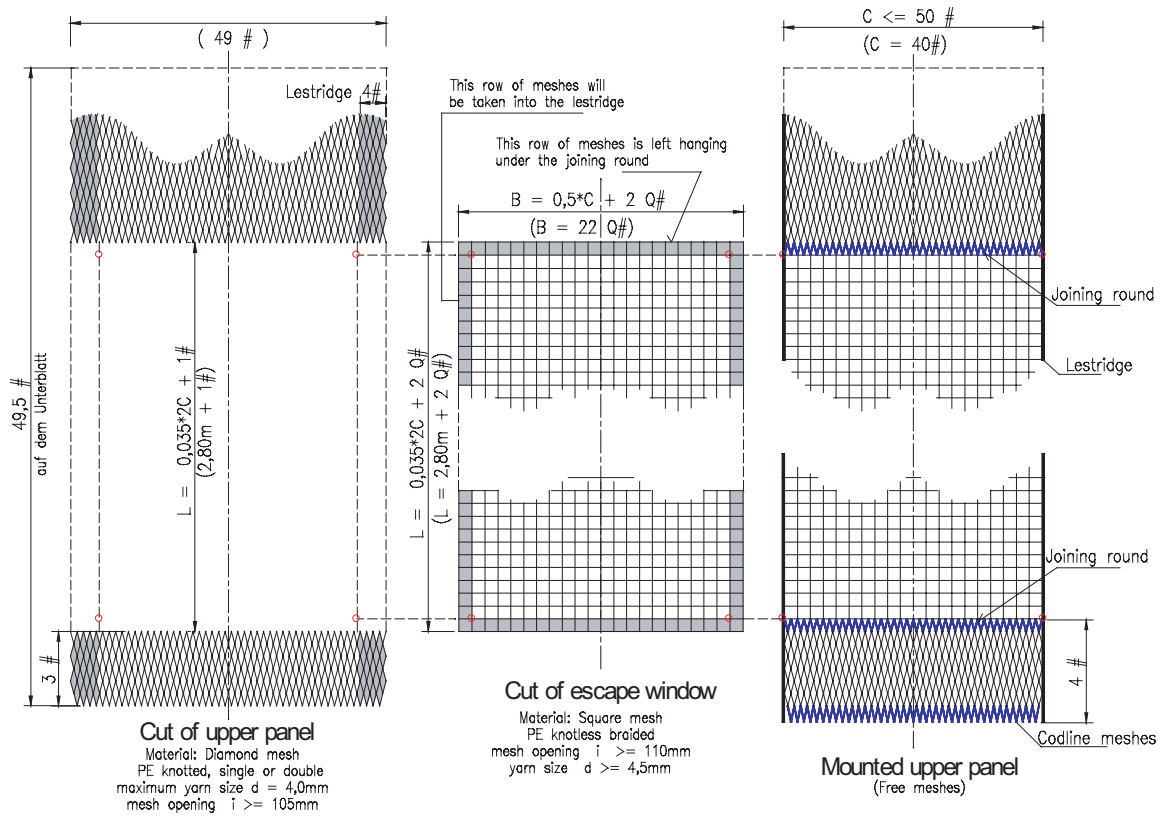 ( 49 # )
Lestridge 4#
49,5 #
auf dem Unterblatt
L = 0,035*2C + 1#
(2,80m + 1#)
3 #
Cut of upper panel
Material: Diamond mesh
PE knotted, single or double
maximum yarn size d = 4,0mm
mesh opening i >= 105mm
This row of meshes will
be taken into the lestridge
This row of meshes is left hanging
under the joining round
B = 0,5*C + 2 Q#
(B = 22 Q#)
L = 0,035*2C + 2 Q#
(L = 2,80m + 2 Q#)
Cut of escape window
Material: Square mesh
PE knotless braided
mesh opening i >= 110mm
yarn size d >= 4,5mm
C <= 50 #
(C = 40#)
Joining round
Lestridge
Joining round
4 #
Codline meshes
Mounted upper panel
(Free meshes)